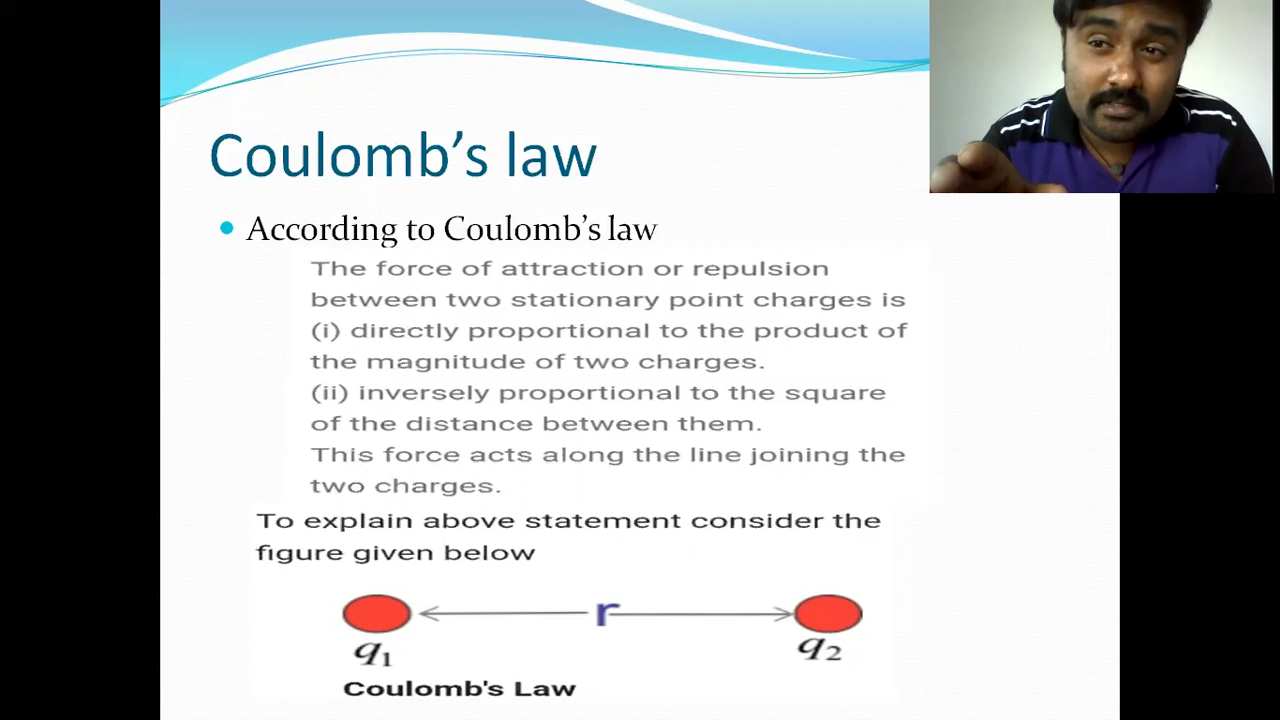 Coulomb’s law
According to Coulomb’s law
The force of attraction or repulsion
between two stationary point charges is
(i) directly proportional to the product of
the magnitude of two charges.
(ii) inversely proportional to the square
of the distance between them.
This force acts along the line joining the
two charges.
To explain above statement consider the
figure given below
r
q1
q2
Coulomb's Law